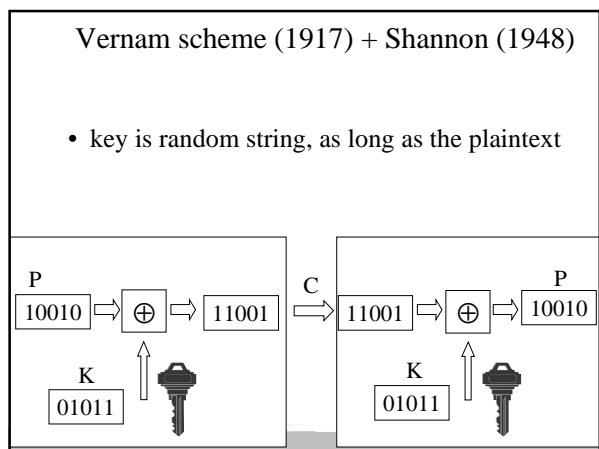 Vernam scheme (1917) + Shannon (1948)
• key is random string, as long as the plaintext
P
10010
⊕
11001
K
01011
C
11001
⊕
P
10010
K
01011